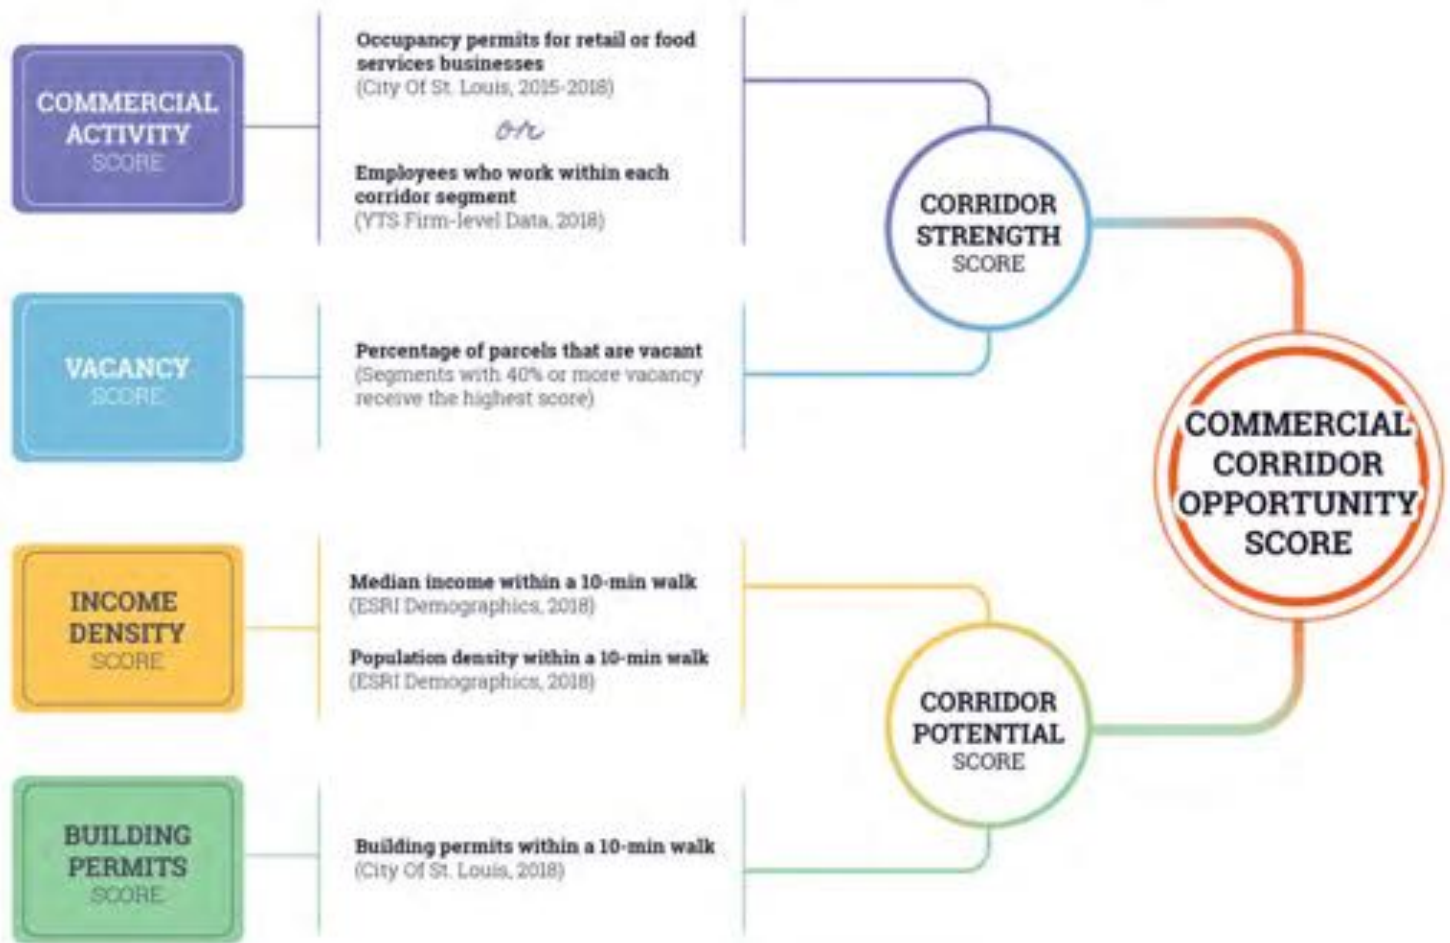 COMMERCIAL
ACTIVITY
SCORE
Occupancy permits for retail or food
services businesses
(City Of St. Louis, 2015-2018)
or
Employees who work within each
corridor segment
(YTS Firm-level Data, 2018)
VACANCY
SCORE
Percentage of parcels that are vacant
(Segments with 40% or more vacancy
receive the highest score)
CORRIDOR
STRENGTH
SCORE
INCOME
DENSITY
SCORE
Median income within a 10-min walk
(ESRI Demographics, 2018)
Population density within a 10-min walk
(ESRI Demographics, 2018)
BUILDING
PERMITS
SCORE
Building permits within a 10-min walk
(City Of St. Louis, 2018)
CORRIDOR
POTENTIAL
SCORE
COMMERCIAL
CORRIDOR
OPPORTUNITY
SCORE